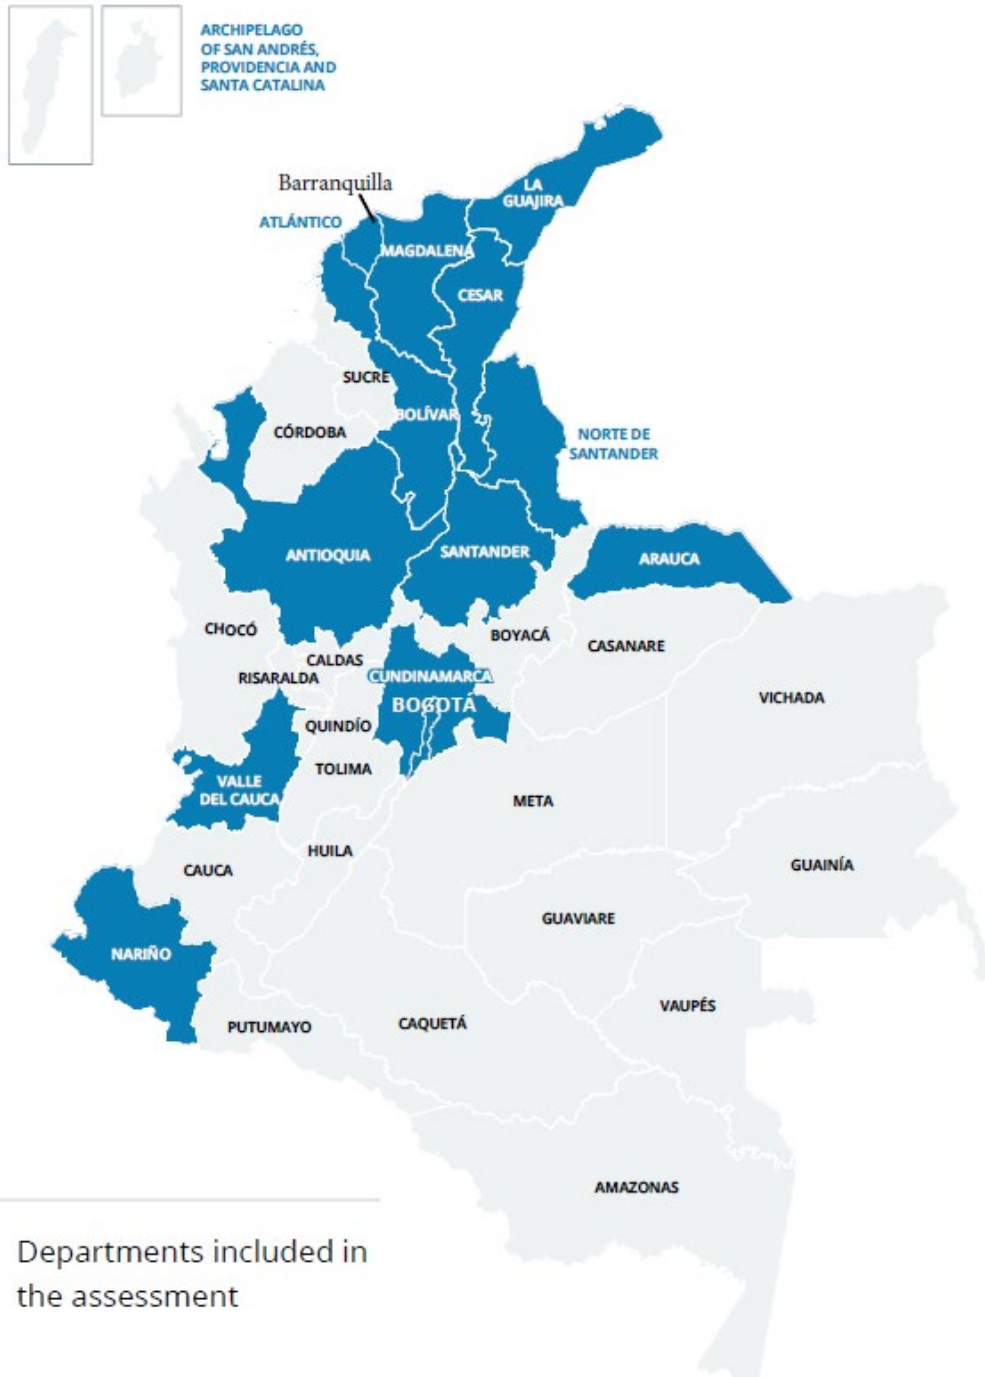 ARCHIPELAGO
OF SAN ANDRÉS,
PROVIDENCIA AND
SANTA CATALINA
Barranquilla
LA
GUAJIRA
ATLÁNTICO
MAGDALENA
CESAR
SUCRE
BOLÍVAR
CÓRDOBA
NORTE DE
SANTANDER
ANTIOQUIA
SANTANDER
ARAUCA
CHOCÓ
BOYACÁ
CASANARE
CALDAS
RISARALDA
CUNDINAMARCA
BOGOTÁ
VICHADA
QUINDÍO
TOLIMA
VALLE
DEL CAUCA
META
HUILA
CAUCA
GUAINÍA
GUAVIARE
NARIÑO
VAUPÉS
PUTUMAYO
CAQUETÁ
AMAZONAS
Departments included in
the assessment